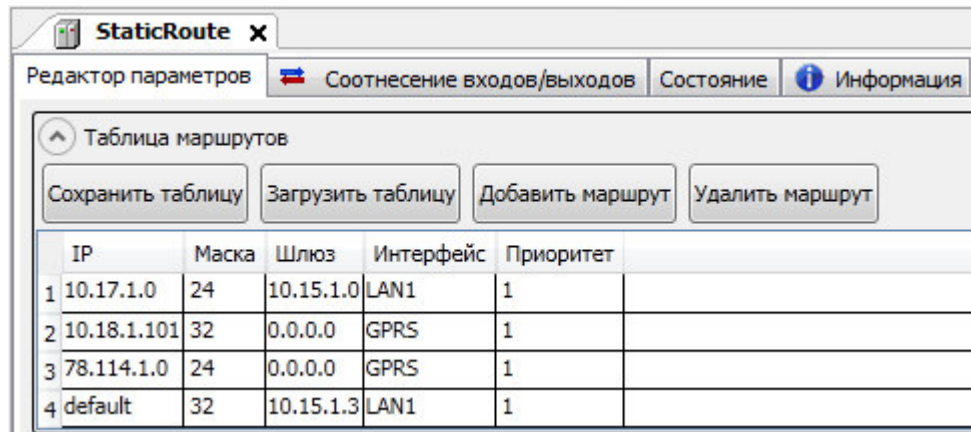 StaticRoute
Редактор параметров Соотнесение входов/выходов Состояние Информация
Таблица маршрутов
Сохранить таблицу Загрузить таблицу Добавить маршрут Удалить маршрут
IP Маска Шлюз Интерфейс Приоритет
1 10.17.1.0 24 10.15.1.0 LAN1 1
2 10.18.1.101 32 0.0.0.0 GPRS 1
3 78.114.1.0 24 0.0.0.0 GPRS 1
4 default 32 10.15.1.3 LAN1 1